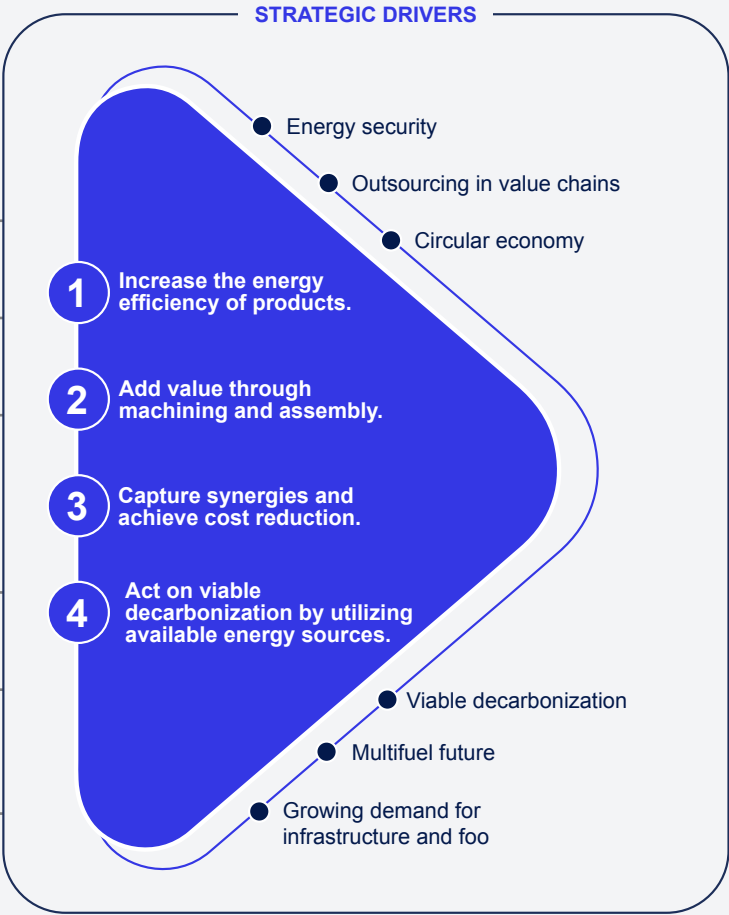 STRATEGIC DRIVERS
Energy security
Outsourcing in value chains
Circular economy
1
Increase the energy
efficiency of products.
2
Add value through
machining and assembly.
3
Capture synergies and
achieve cost reduction.
4
Act on viable
decarbonization by utilizing
available energy sources.
Viable decarbonization
Multifuel future
Growing demand for
infrastructure and foo